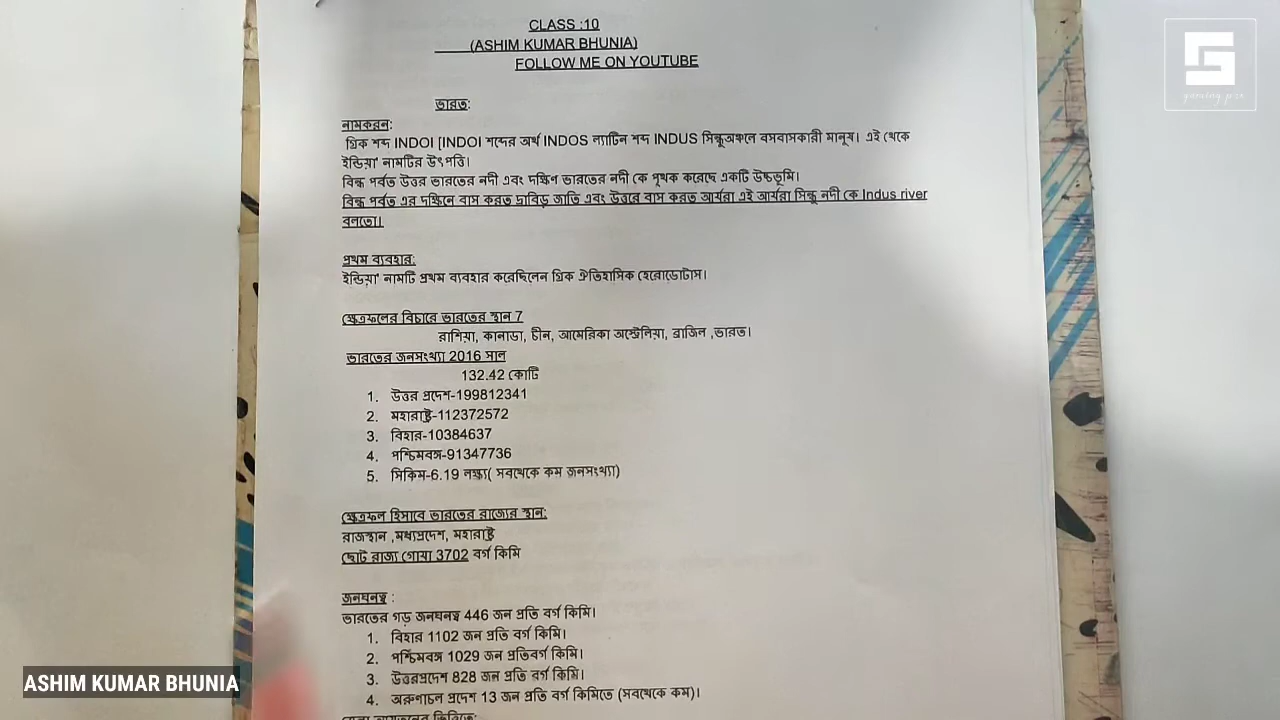 CLASS :10
(ASHIM KUMAR BHUNIA)
FOLLOW ME ON YOUTUBE
ভারত:
নামকরন:
গ্রিক শব্দ INDOI [INDOI শব্দের অর্থ INDOS ল্যাটিন শব্দ INDUS সিন্ধুঅঞ্চলে বসবাসকারী মানুষ। এই থেকে
ইন্ডিয়া' নামটির উৎপত্তি।
বিন্ধ পর্বত উত্তর ভারতের নদী এবং দক্ষিণ ভারতের নদী কে পৃথক করেছে একটি উচ্চভূমি।
বিন্ধ পর্বত এর দক্ষিনে বাস করত দ্রাবিড় জাতি এবং উত্তরে বাস করত আর্যরা এই আর্যরা সিন্ধু নদী কে Indus river
বলতো।
প্রথম ব্যবহার:
ইন্ডিয়া' নামটি প্রথম ব্যবহার করেছিলেন গ্রিক ঐতিহাসিক হেরোডোটাস।
ক্ষেত্রফলের বিচারে ভারতের স্থান 7
রাশিয়া, কানাডা, চীন, আমেরিকা অস্ট্রেলিয়া, ব্রাজিল ,ভারত।
ভারতের জনসংখ্যা 2016 সাল
132.42 কোটি
1. উত্তর প্রদেশ-199812341
2. মহারাষ্ট্র-112372572
3. বিহার-10384637
4. পশ্চিমবঙ্গ-91347736
5. সিকিম-6.19 লক্ষ্য( সবথেকে কম জনসংখ্যা)
ক্ষেত্রফল হিসাবে ভারতের রাজ্যের স্থান:
রাজস্থান ,মধ্যপ্রদেশ, মহারাষ্ট্র
ছোট রাজ্য গোয়া 3702 বর্গ কিমি
জনঘনত্ব :
ভারতের গড় জনঘনত্ব 446 জন প্রতি বর্গ কিমি।
1. বিহার 1102 জন প্রতি বর্গ কিমি।
2. পশ্চিমবঙ্গ 1029 জন প্রতিবর্গ কিমি।
3. উত্তরপ্রদেশ 828 জন প্রতি বর্গ কিমি।
4. অরুণাচল প্রদেশ 13 জন প্রতি বর্গ কিমিতে (সবথেকে কম)।
ASHIM KUMAR BHUNIA